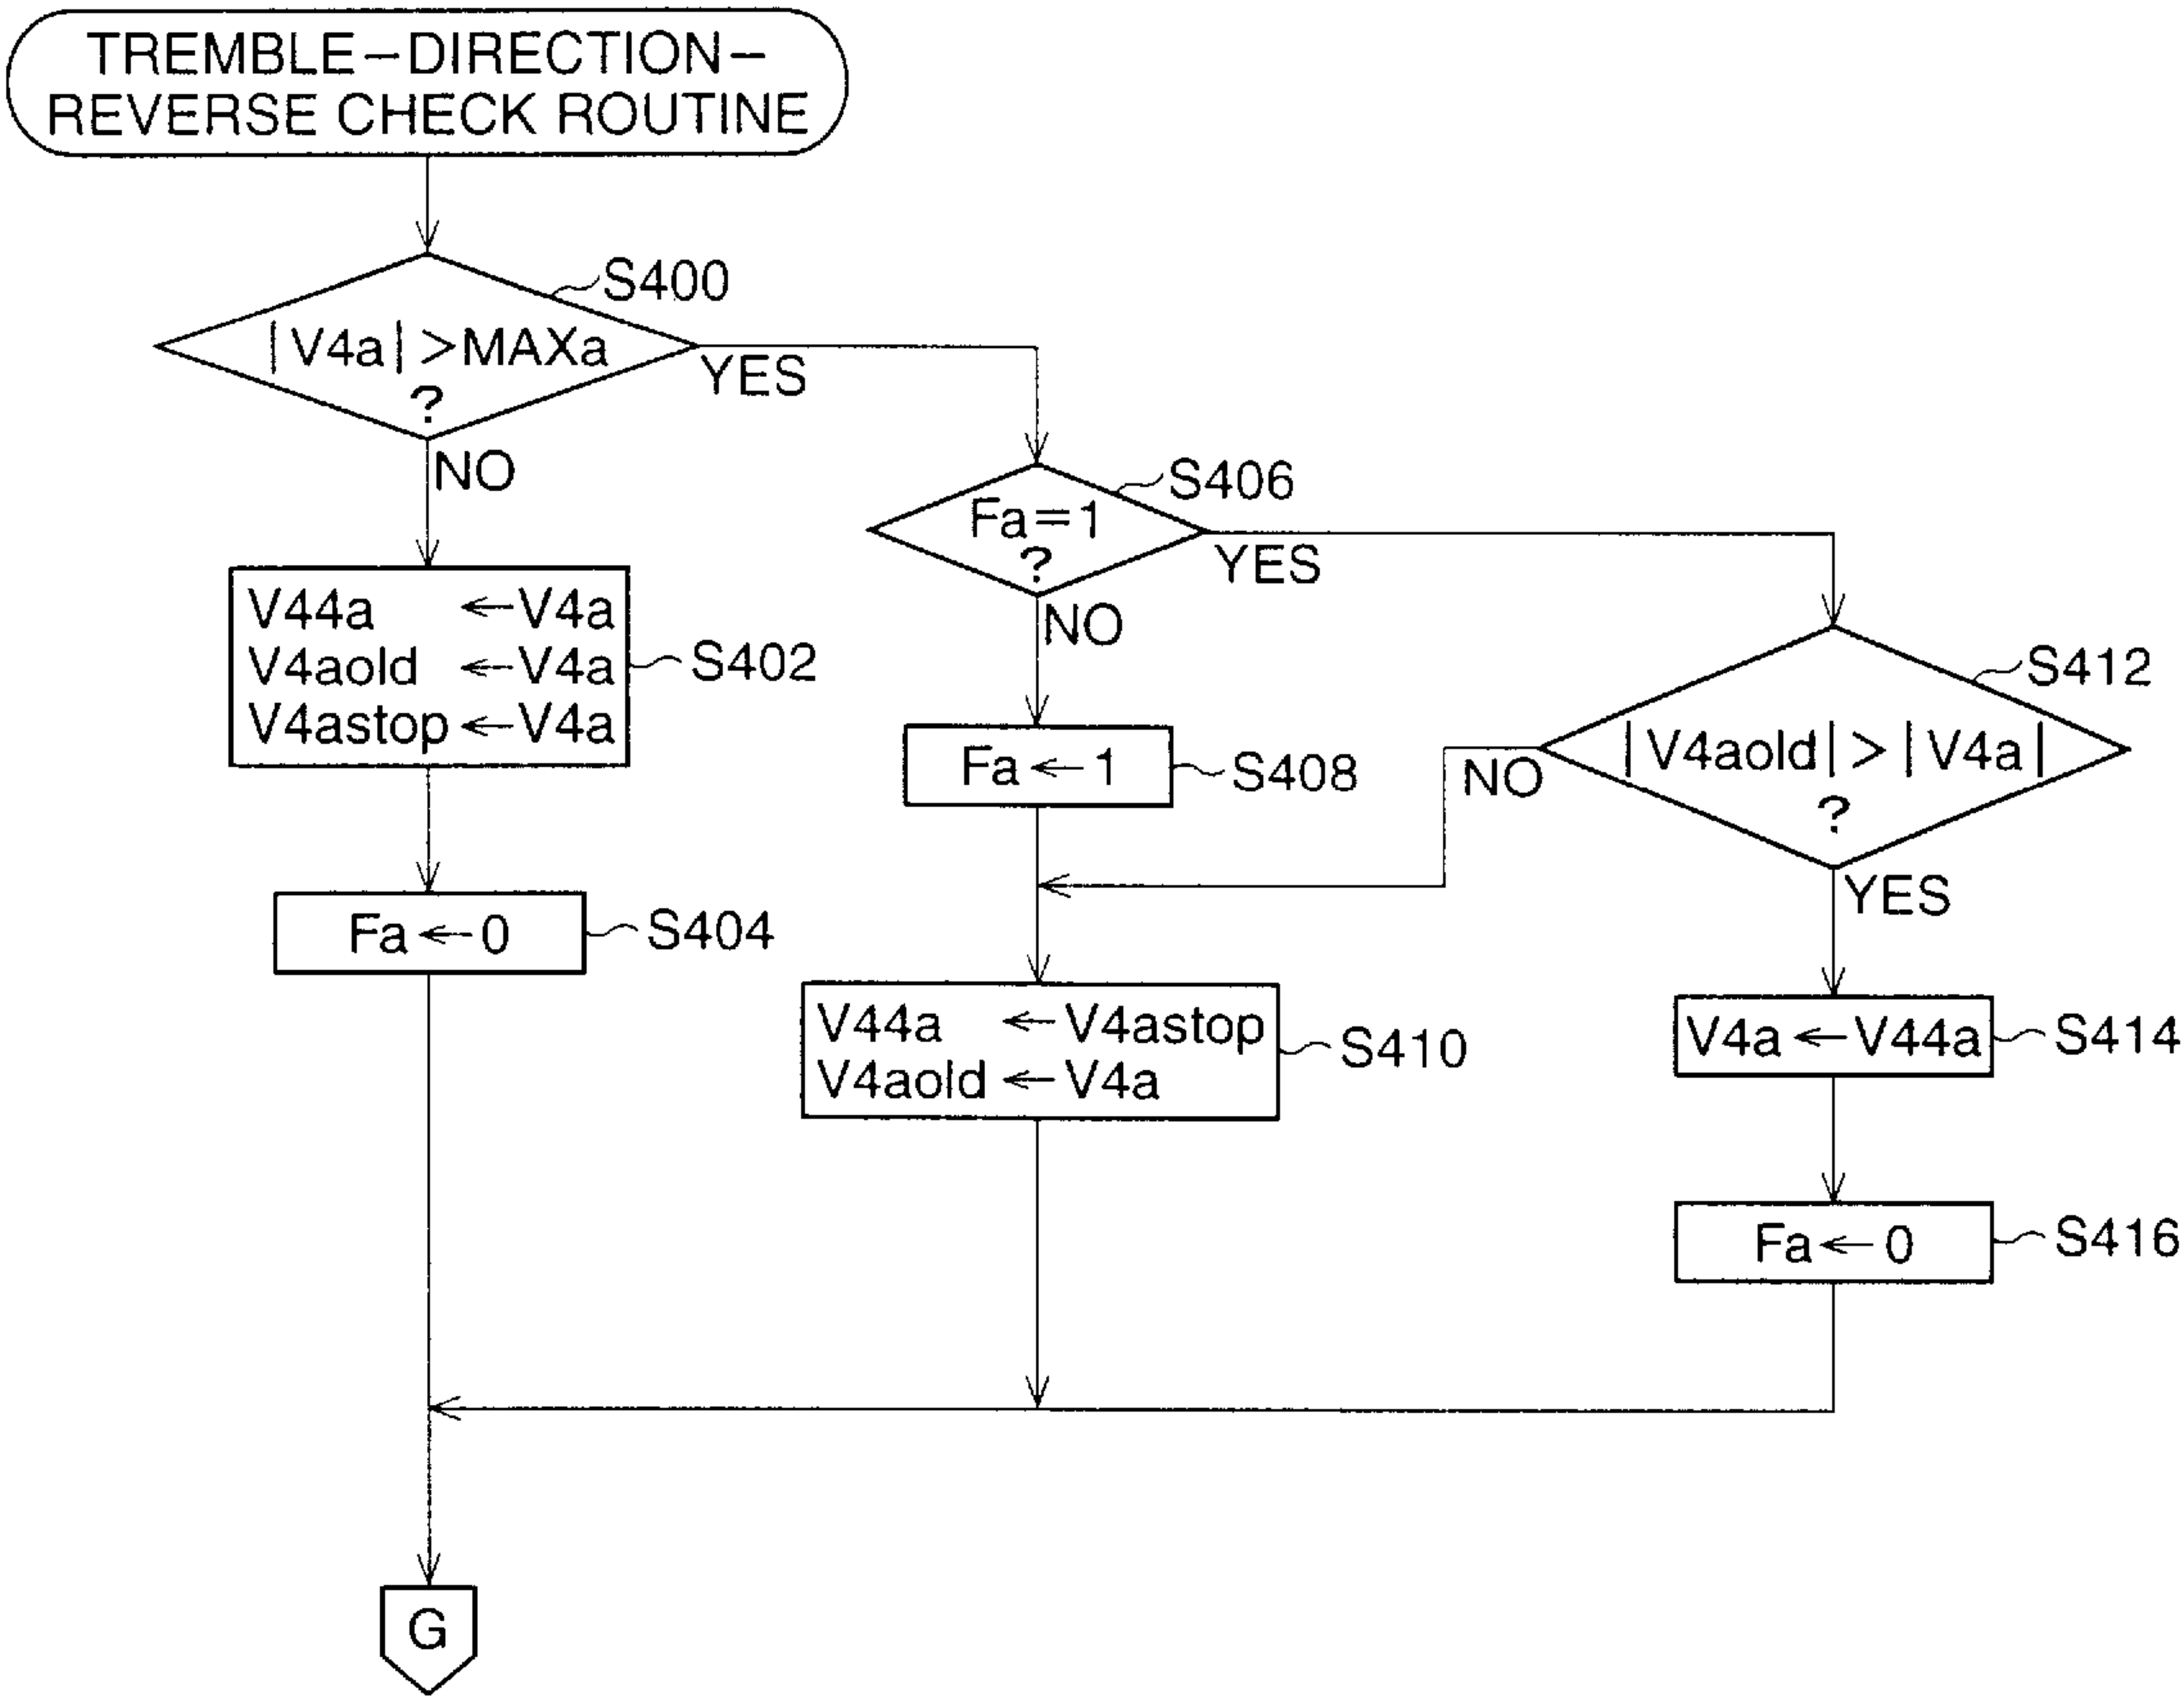 TREMBLE-DIRECTION-
REVERSE CHECK ROUTINE
S400
|V4a|>MAXa
?
YES
NO
S406
Fa=1
?
YES
NO
V44a ←V4a
V4aold ←V4a
V4astop←V4a
S402
S412
|V4aold|>|V4a|
?
NO
YES
Fa←1
S408
Fa←0
S404
V44a ←V4astop
V4aold←V4a
S410
V4a←V44a
S414
Fa←0
S416
G